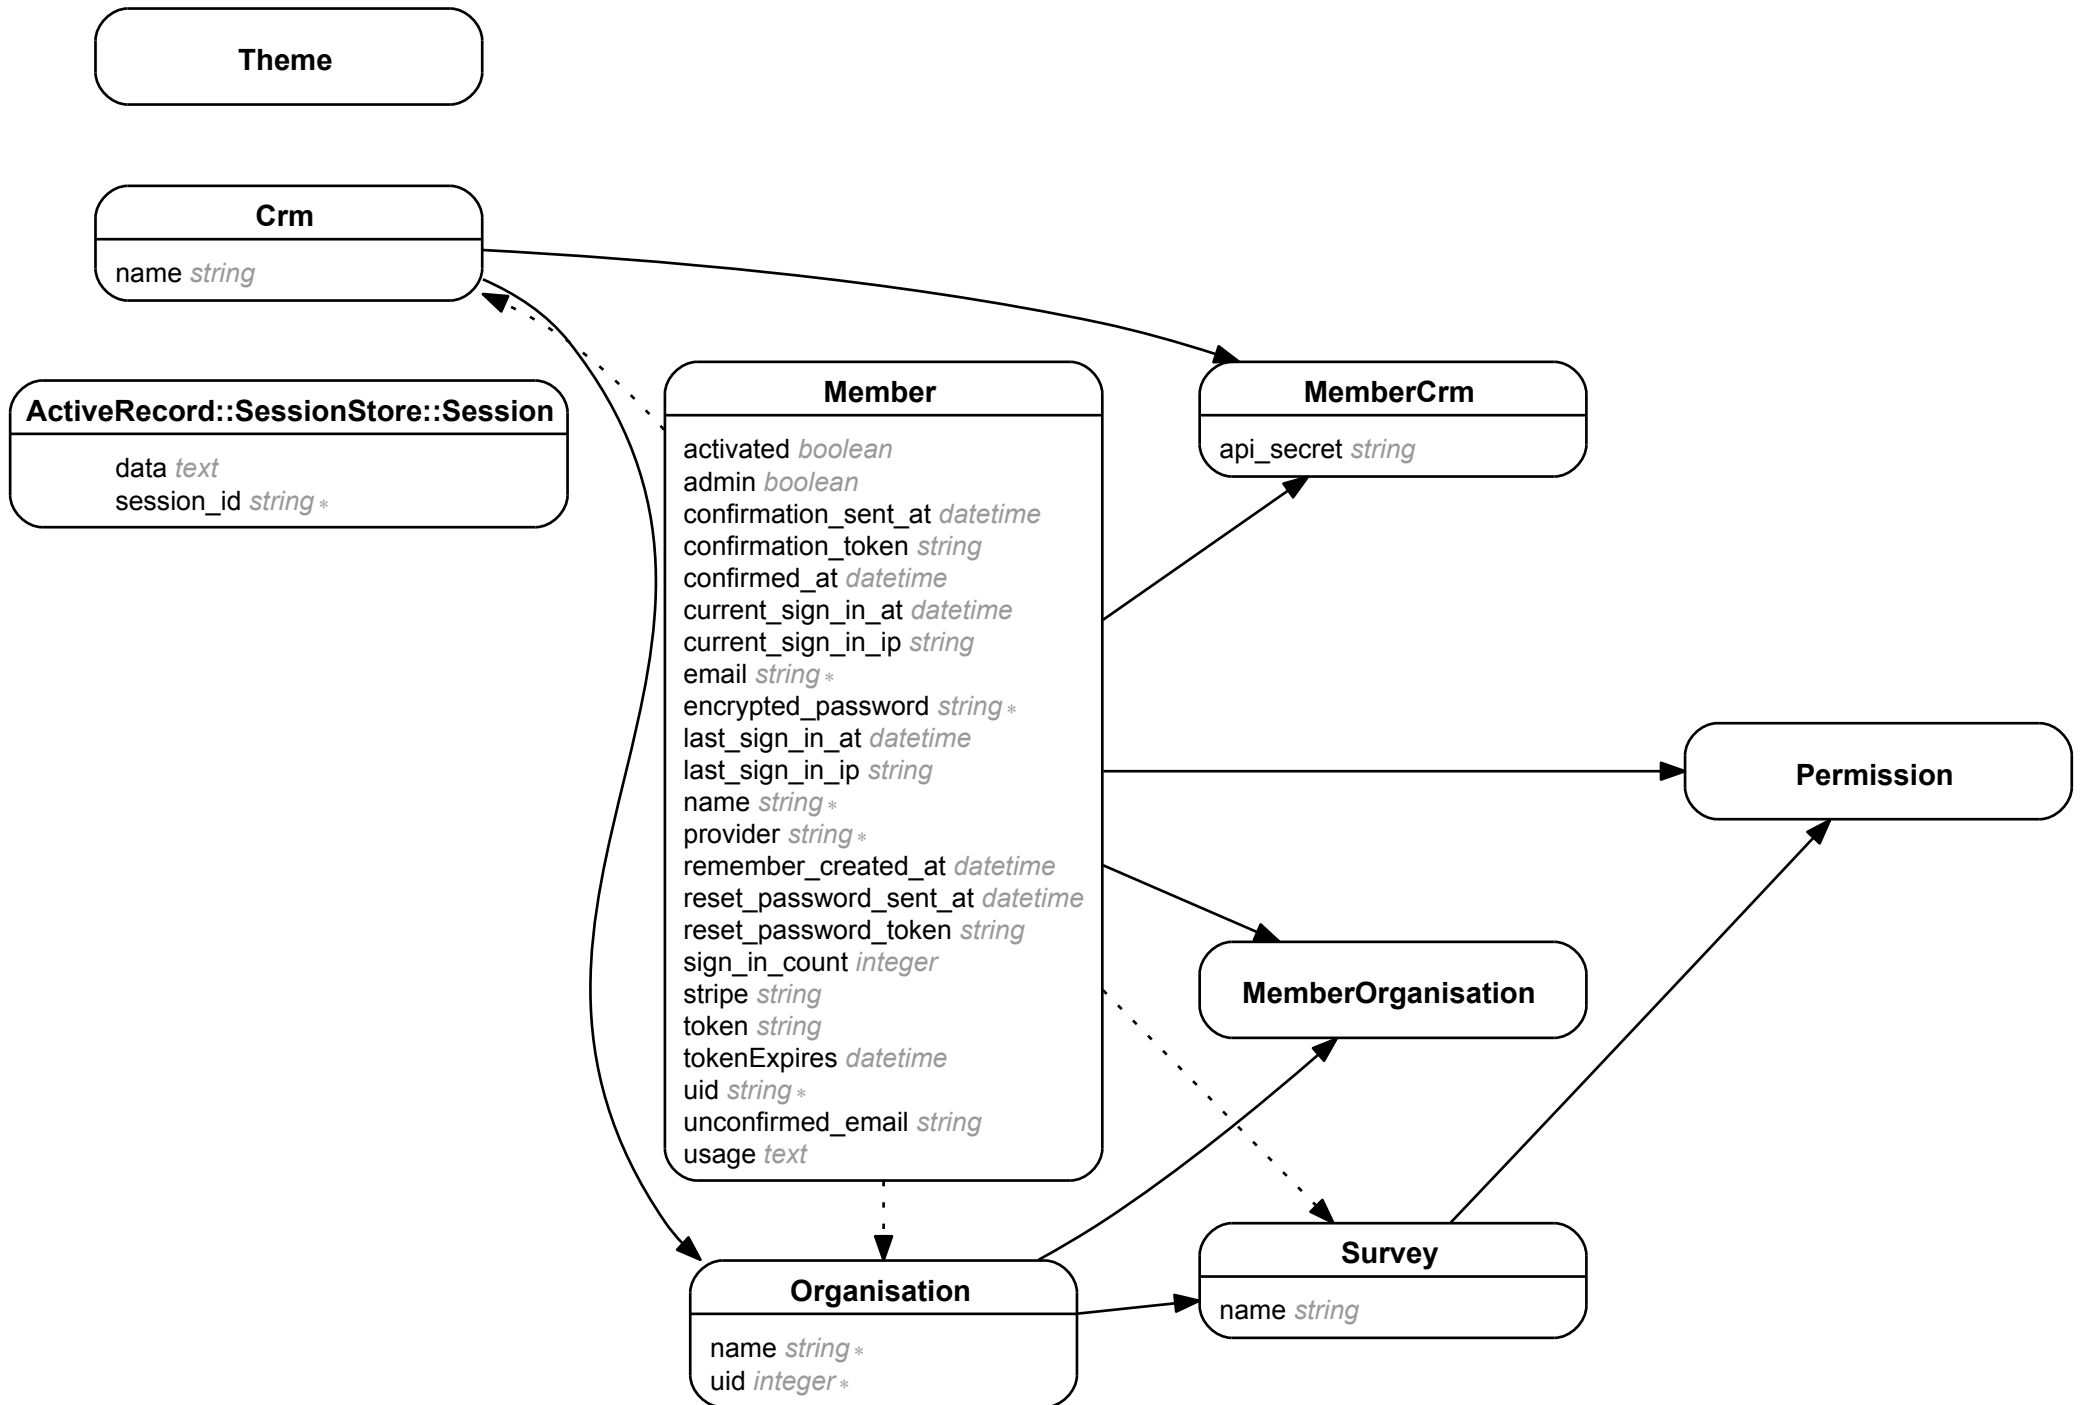 Theme
Crm
name string
ActiveRecord::SessionStore::Session
data text
session_id string *
Member
activated boolean
admin boolean
confirmation_sent_at datetime
confirmation_token string
confirmed_at datetime
current_sign_in_at datetime
current_sign_in_ip string
email string *
encrypted_password string *
last_sign_in_at datetime
last_sign_in_ip string
name string *
provider string *
remember_created_at datetime
reset_password_sent_at datetime
reset_password_token string
sign_in_count integer
stripe string
token string
tokenExpires datetime
uid string *
unconfirmed_email string
usage text
MemberCrm
api_secret string
Permission
MemberOrganisation
Survey
name string
Organisation
name string *
uid integer *